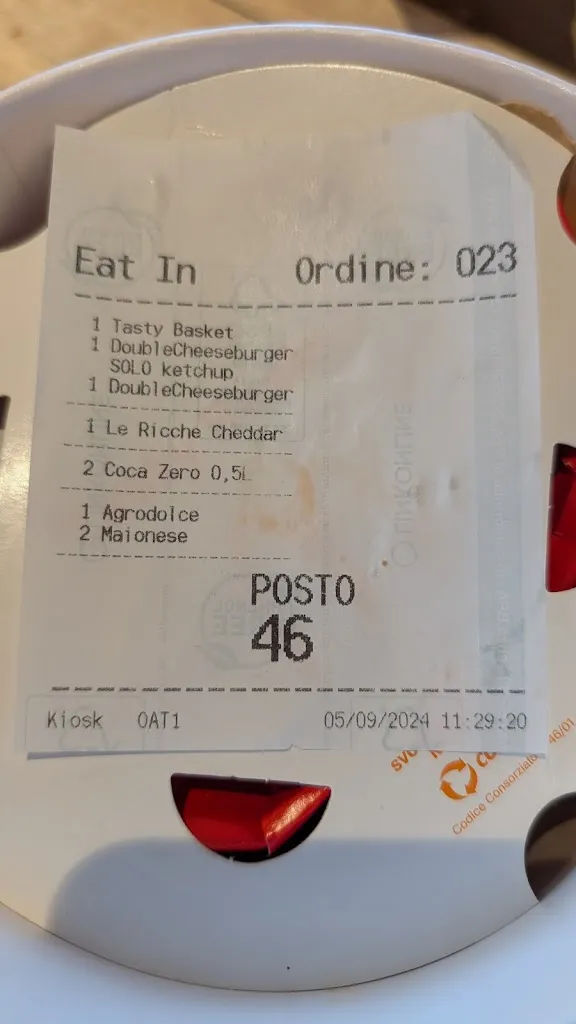 Eat In Ordine: 023
1 Tasty Basket
1 DoubleCheeseburger
SOLO ketchup
1 DoubleCheeseburger
1 Le Ricche Cheddar
2 Coca Zero 0,5L
1 Agrodolce
2 Maionese
POSTO
46
Kiosk OAT1 05/09/2024 11:29:20
Codice Consorziato 46/01